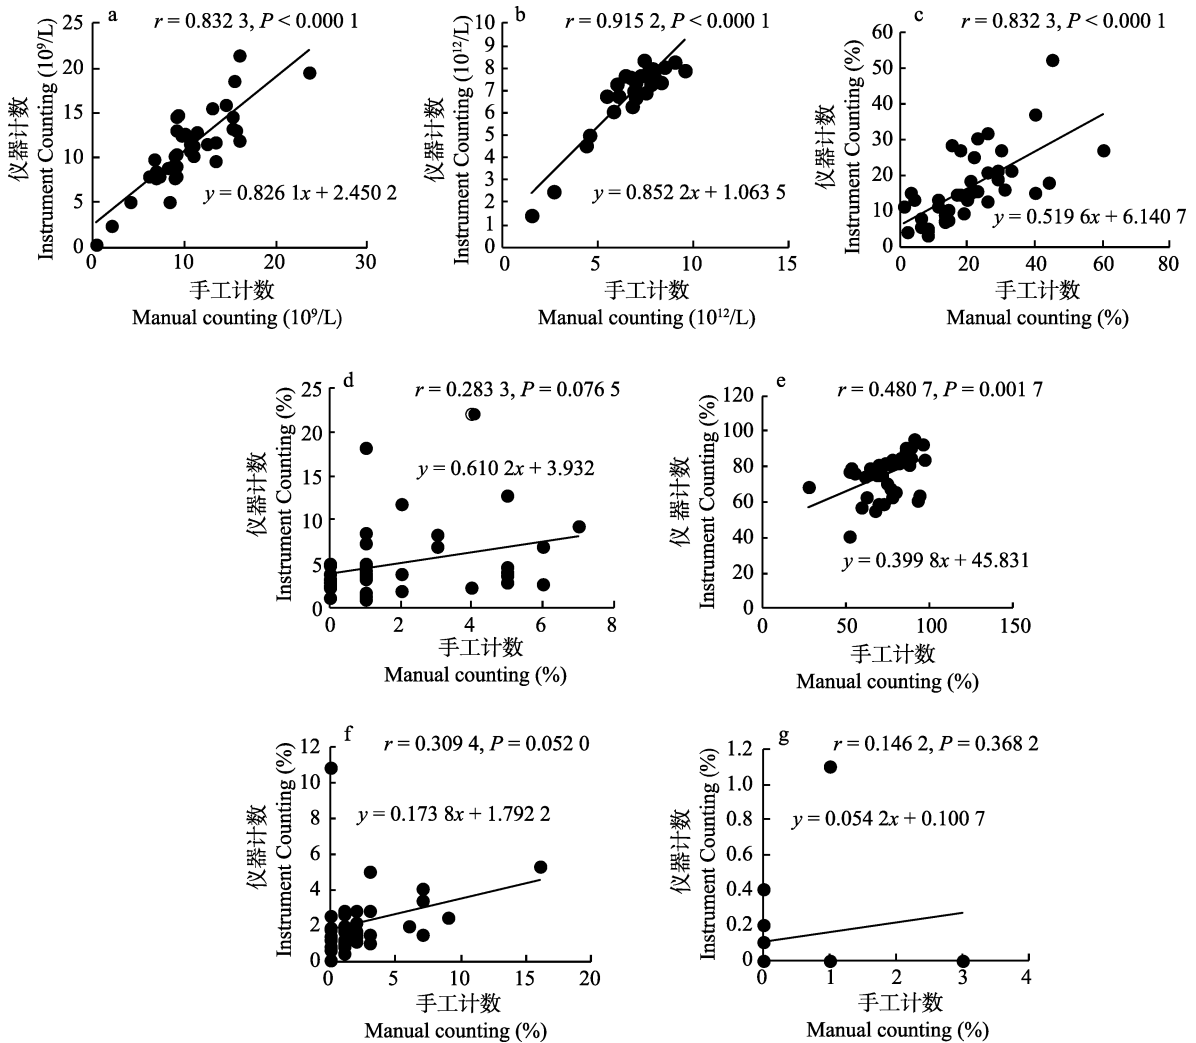 a
r = 0.832 3, P < 0.000 1
25
20
15
10
5
0
0
10
20
30
y = 0.826 1x + 2.450 2
仪器计数
Instrument Counting (10⁹/L)
手工计数
Manual counting (10⁹/L)
b
r = 0.915 2, P < 0.000 1
10
9
8
7
6
5
4
3
2
1
0
0
5
10
15
y = 0.852 2x + 1.063 5
仪器计数
Instrument Counting (10¹²/L)
手工计数
Manual counting (10¹²/L)
c
r = 0.832 3, P < 0.000 1
60
50
40
30
20
10
0
0
20
40
60
80
y = 0.519 6x + 6.140 7
仪器计数
Instrument Counting (%)
手工计数
Manual counting (%)
d
r = 0.283 3, P = 0.076 5
25
20
15
10
5
0
0
2
4
6
8
y = 0.610 2x + 3.932
仪器计数
Instrument Counting (%)
手工计数
Manual counting (%)
e
r = 0.480 7, P = 0.001 7
120
100
80
60
40
20
0
0
50
100
150
y = 0.399 8x + 45.831
仪 器计数
Instrument Counting (%)
手工计数
Manual counting (%)
f
r = 0.309 4, P = 0.052 0
12
10
8
6
4
2
0
0
5
10
15
20
y = 0.173 8x + 1.792 2
仪器计数
Instrument Counting (%)
手工计数
Manual counting (%)
g
r = 0.146 2, P = 0.368 2
1.2
1.0
0.8
0.6
0.4
0.2
0
0
1
2
3
4
y = 0.054 2x + 0.100 7
仪器计数
Instrument Counting (%)
手工计数
Manual counting (%)